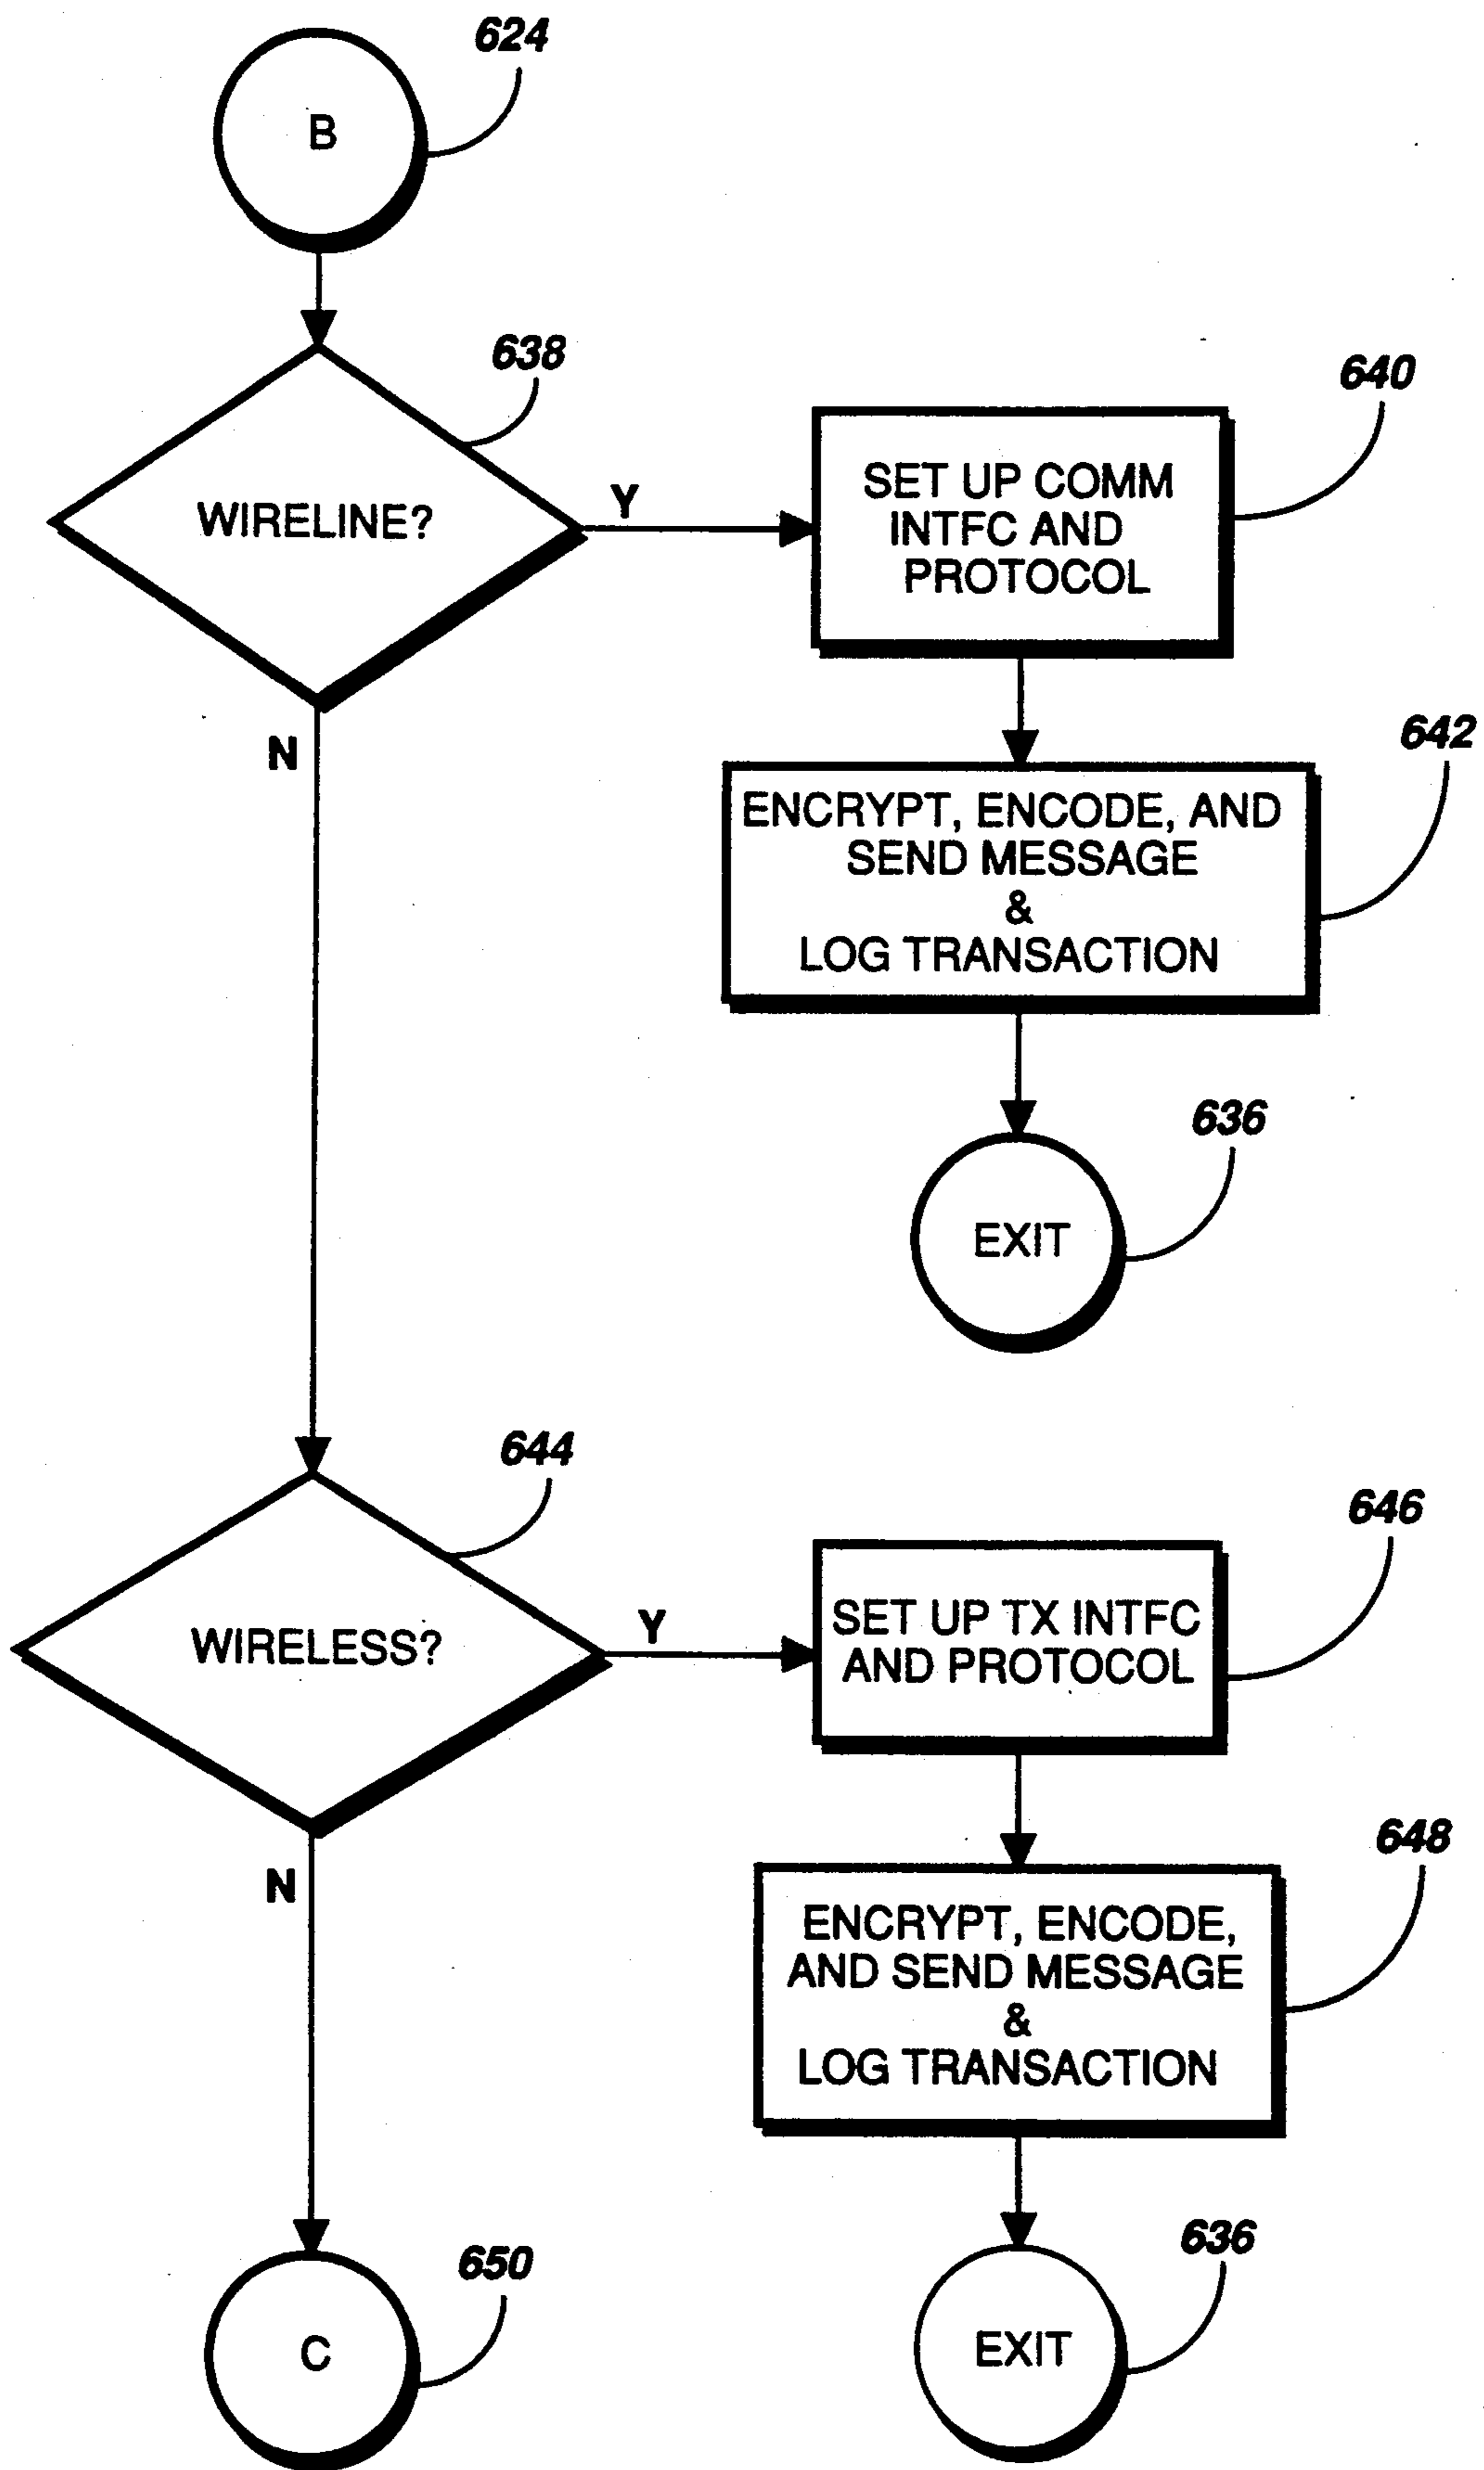 624
B
638
WIRELINE?
Y
N
640
SET UP COMM
INTFC AND
PROTOCOL
642
ENCRYPT, ENCODE, AND
SEND MESSAGE
&
LOG TRANSACTION
636
EXIT
644
WIRELESS?
Y
N
646
SET UP TX INTFC
AND PROTOCOL
648
ENCRYPT, ENCODE,
AND SEND MESSAGE
&
LOG TRANSACTION
650
C
636
EXIT